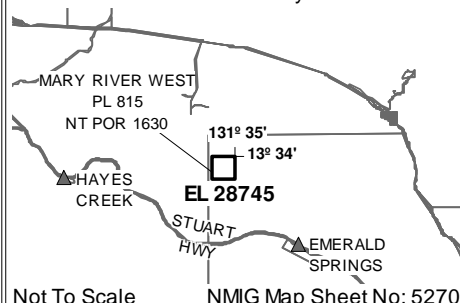 MARY RIVER WEST
PL 815
NT POR 1630
131º 35'
13º 34'
EL 28745
HAYES
CREEK
STUART
HWY
EMERALD
SPRINGS
Not To Scale
NMIG Map Sheet No: 5270